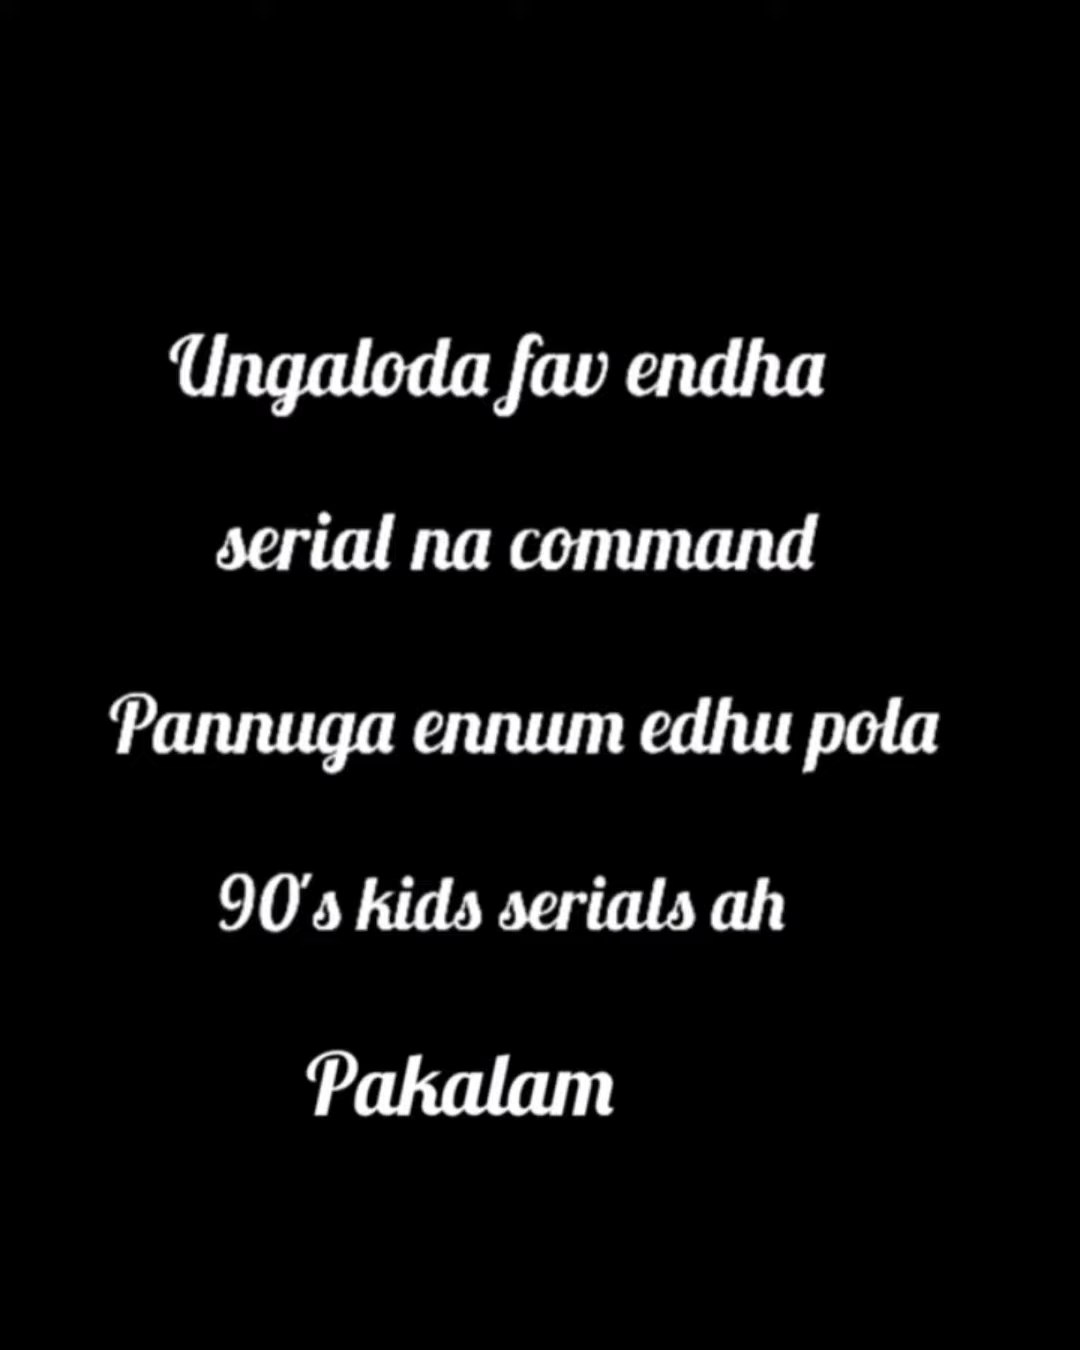 Ungaloda fav endha
serial na command
Pannuga ennum edhu pola
90's kids serials ah
Pakalam